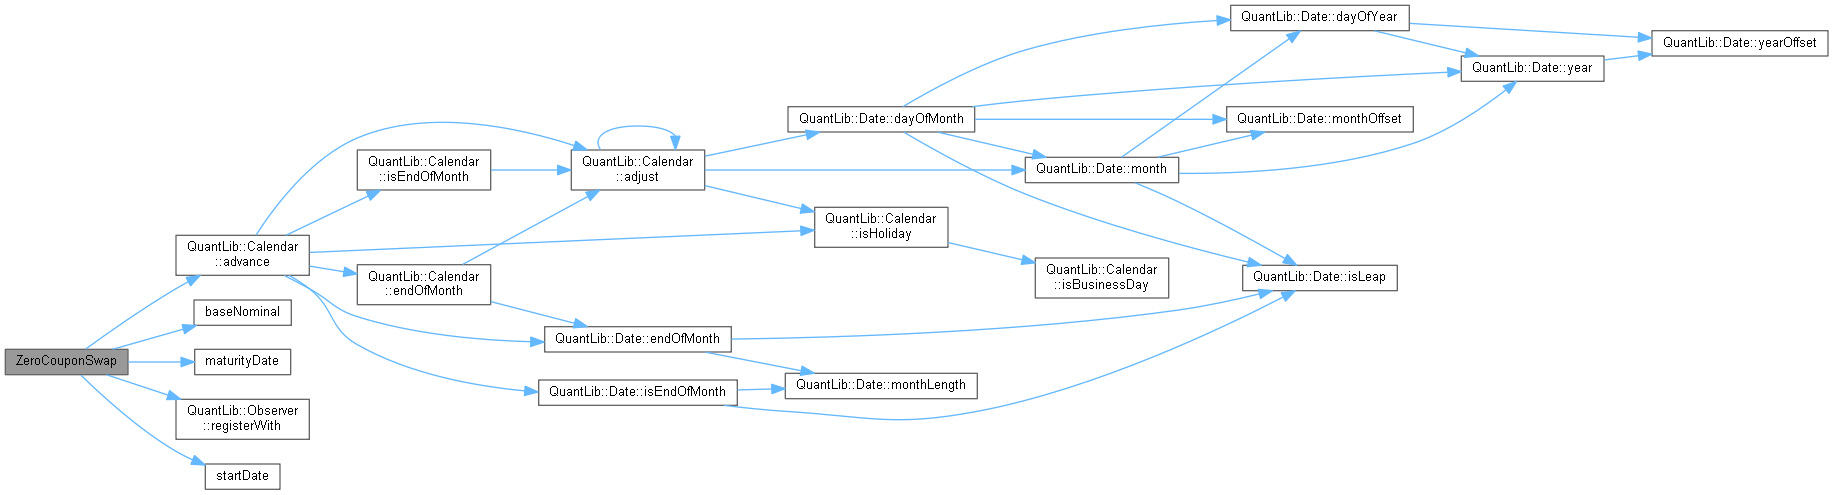 ZeroCouponSwap
QuantLib::Calendar
::advance
baseNominal
maturityDate
QuantLib::Observer
::registerWith
startDate
QuantLib::Calendar
::isEndOfMonth
QuantLib::Calendar
::endOfMonth
QuantLib::Calendar
::adjust
QuantLib::Date::endOfMonth
QuantLib::Date::isEndOfMonth
QuantLib::Date::dayOfMonth
QuantLib::Calendar
::isHoliday
QuantLib::Date::monthLength
QuantLib::Date::month
QuantLib::Calendar
::isBusinessDay
QuantLib::Date::dayOfYear
QuantLib::Date::monthOffset
QuantLib::Date::isLeap
QuantLib::Date::year
QuantLib::Date::yearOffset